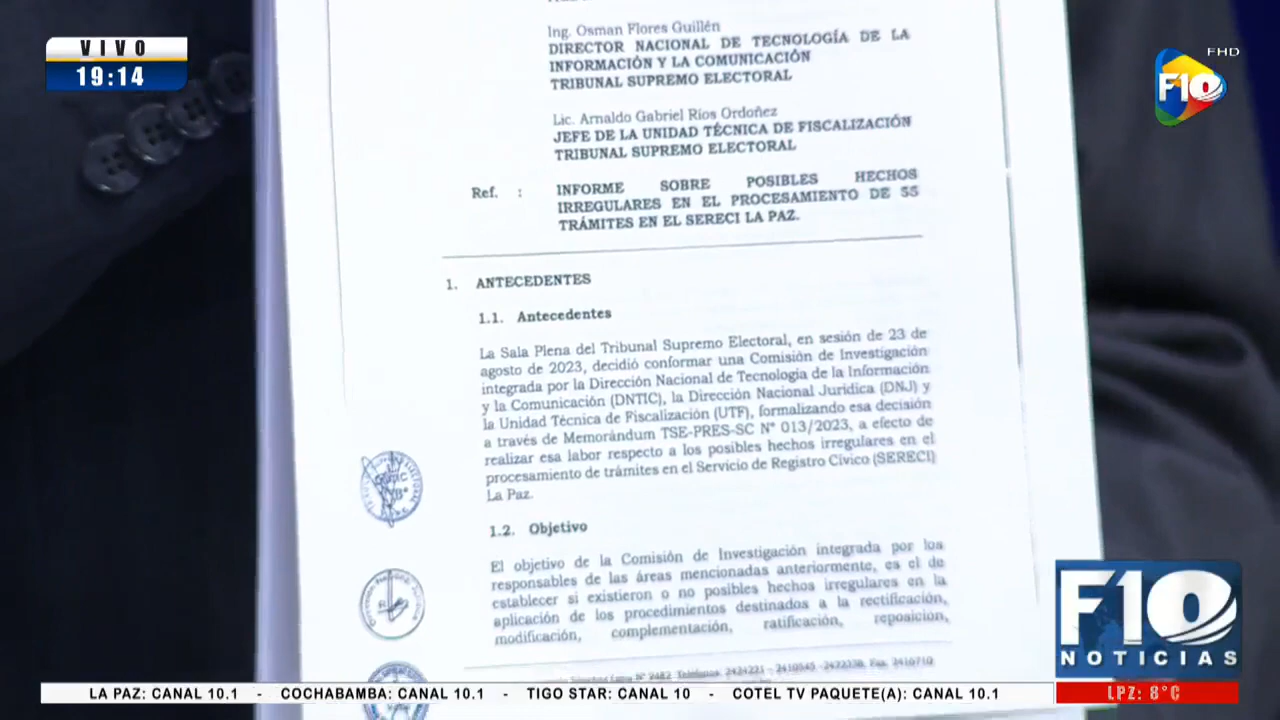 VIVO
19:14
FHD
F10
Ing. Osman Flores Guillén
DIRECTOR NACIONAL DE TECNOLOGÍA DE LA
INFORMACIÓN Y LA COMUNICACIÓN
TRIBUNAL SUPREMO ELECTORAL
Lic. Arnaldo Gabriel Ríos Ordoñez
JEFE DE LA UNIDAD TÉCNICA DE FISCALIZACIÓN
TRIBUNAL SUPREMO ELECTORAL
Ref. : INFORME SOBRE POSIBLES HECHOS
IRREGULARES EN EL PROCESAMIENTO DE 55
TRÁMITES EN EL SERECI LA PAZ.
1. ANTECEDENTES
1.1. Antecedentes
La Sala Plena del Tribunal Supremo Electoral, en sesión de 23 de
agosto de 2023, decidió conformar una Comisión de Investigación
integrada por la Dirección Nacional de Tecnología de la Información
y la Comunicación (DNTIC), la Dirección Nacional Jurídica (DNJ) y
la Unidad Técnica de Fiscalización (UTF), formalizando esa decisión
a través de Memorándum TSE-PRES-SC N° 013/2023, a efecto de
realizar esa labor respecto a los posibles hechos irregulares en el
procesamiento de trámites en el Servicio de Registro Cívico (SERECI)
La Paz.
1.2. Objetivo
El objetivo de la Comisión de Investigación integrada por los
responsables de las áreas mencionadas anteriormente, es el de
establecer si existieron o no posibles hechos irregulares en la
aplicación de los procedimientos destinados a la rectificación,
modificación, complementación, ratificación, reposición,
N° 2482 Teléfonos 2424221 - 2410545 -2422338, Fax 2416710
F10
NOTICIAS
LA PAZ: CANAL 10.1 - COCHABAMBA: CANAL 10.1 - TIGO STAR: CANAL 10 - COTEL TV PAQUETE(A): CANAL 10.1
LPZ: 8°C